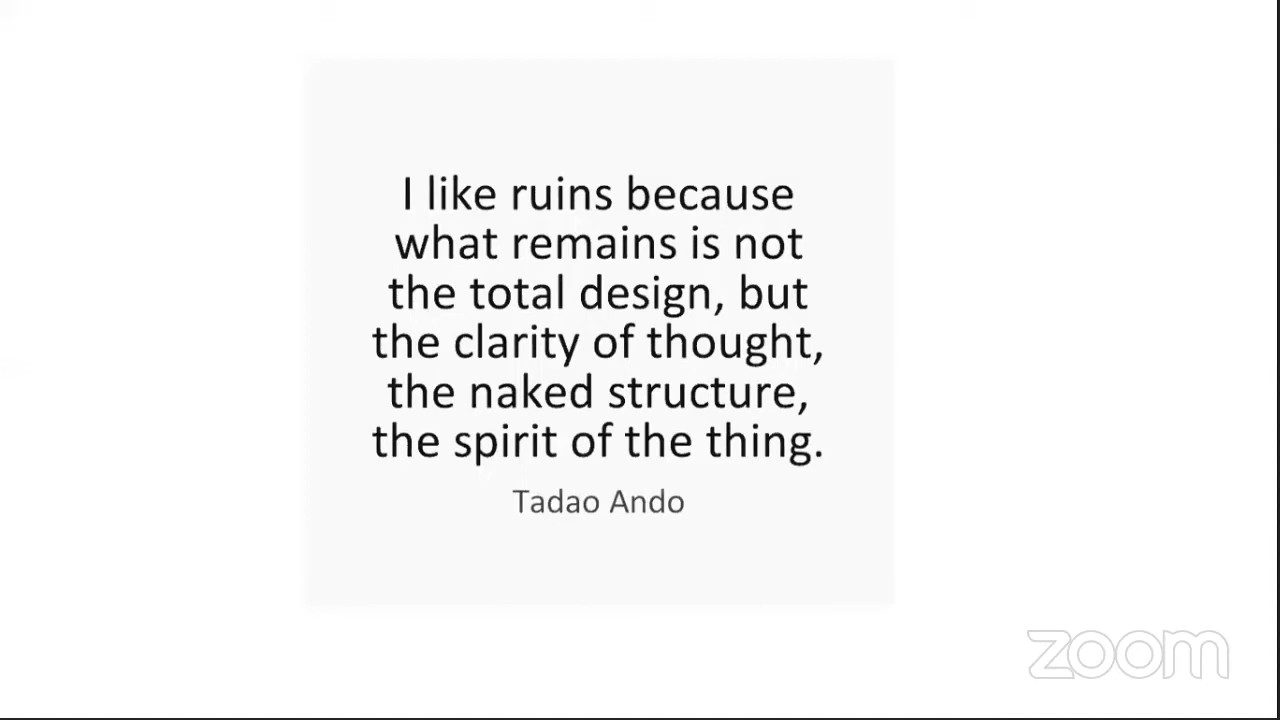 I like ruins because
what remains is not
the total design, but
the clarity of thought,
the naked structure,
the spirit of the thing.
Tadao Ando
zoom